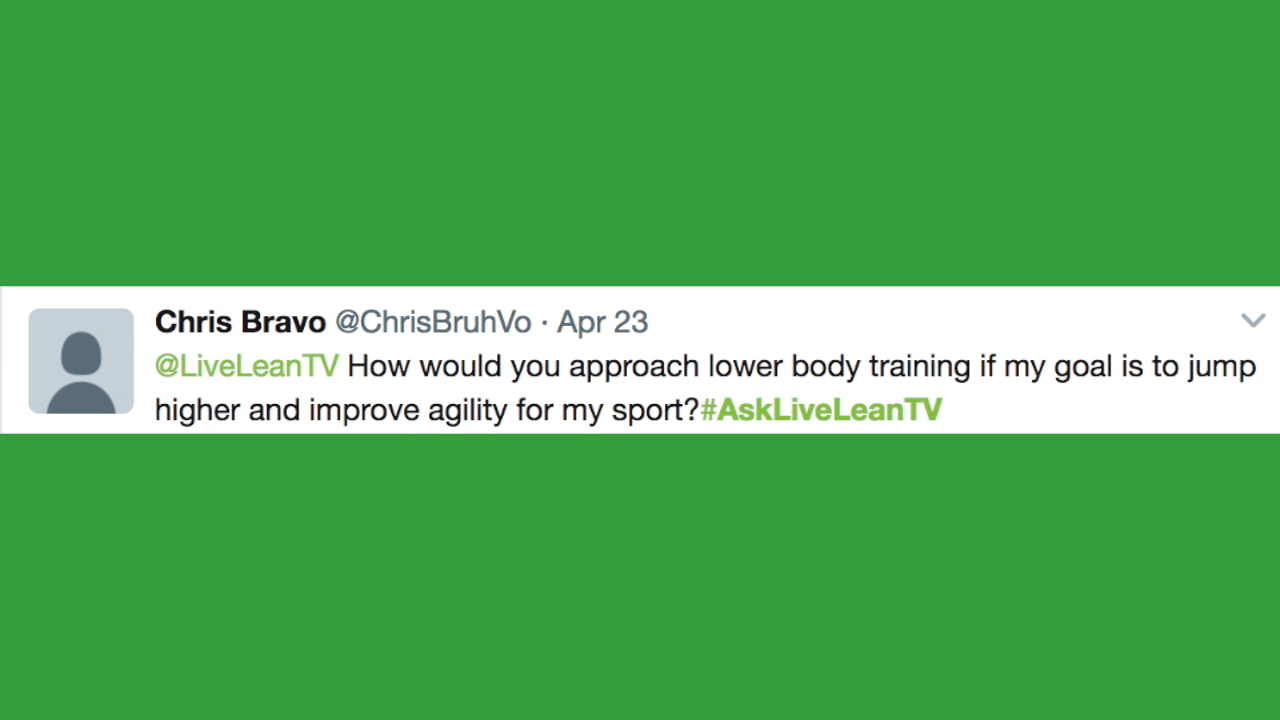 Chris Bravo @ChrisBruhVo · Apr 23
@LiveLeanTV How would you approach lower body training if my goal is to jump
higher and improve agility for my sport?#AskLiveLeanTV